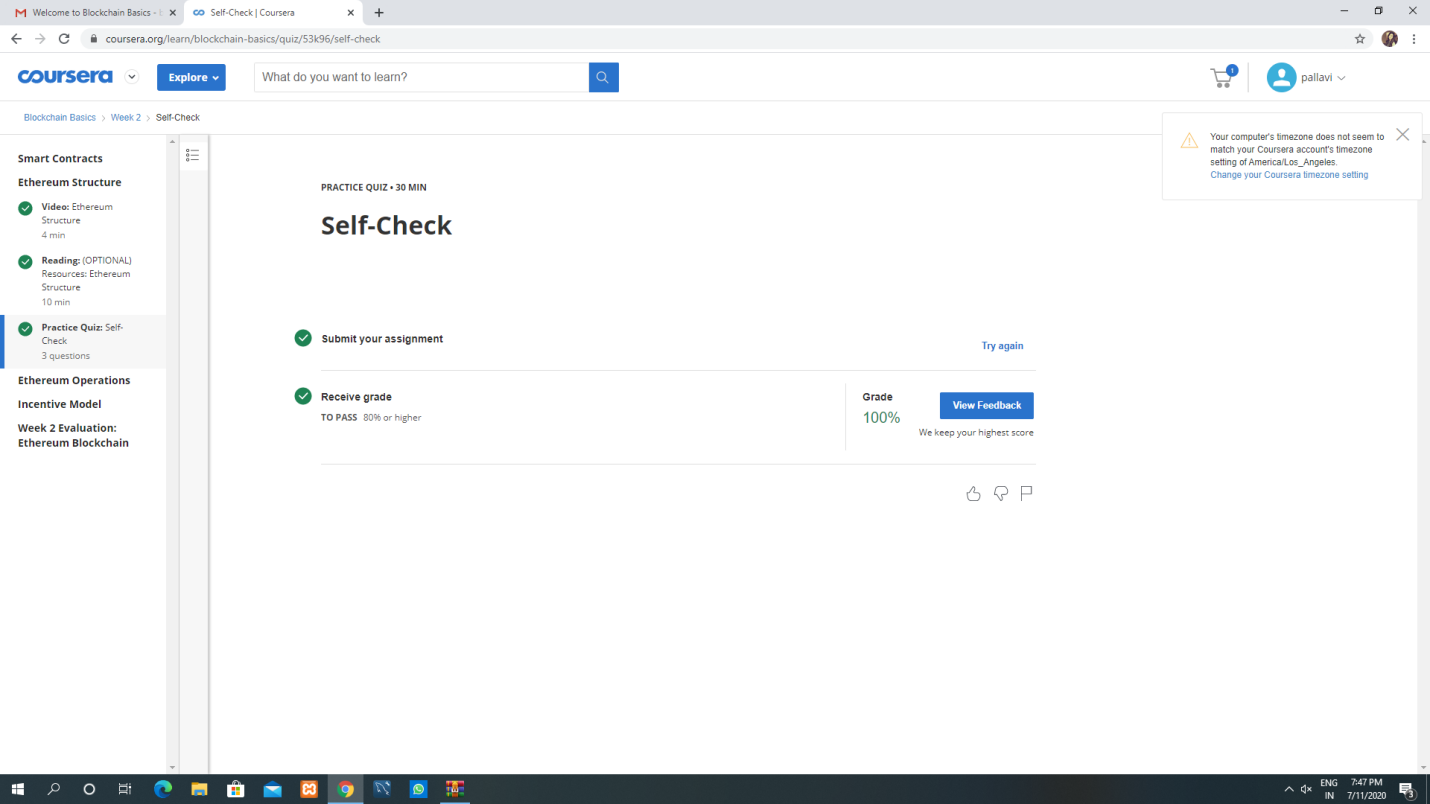 Welcome to Blockchain Basics - t
Self-Check | Coursera
coursera.org/learn/blockchain-basics/quiz/53k96/self-check
coursera
Explore
What do you want to learn?
1
pallavi
Blockchain Basics > Week 2 > Self-Check
Your computer's timezone does not seem to
match your Coursera account's timezone
setting of America/Los_Angeles.
Change your Coursera timezone setting
Smart Contracts
Ethereum Structure
Video: Ethereum
Structure
4 min
Reading: (OPTIONAL)
Resources: Ethereum
Structure
10 min
Practice Quiz: Self-
Check
3 questions
Ethereum Operations
Incentive Model
Week 2 Evaluation:
Ethereum Blockchain
PRACTICE QUIZ • 30 MIN
Self-Check
Submit your assignment
Try again
Receive grade
TO PASS 80% or higher
Grade
100%
View Feedback
We keep your highest score
ENG
IN
7:47 PM
7/11/2020
3